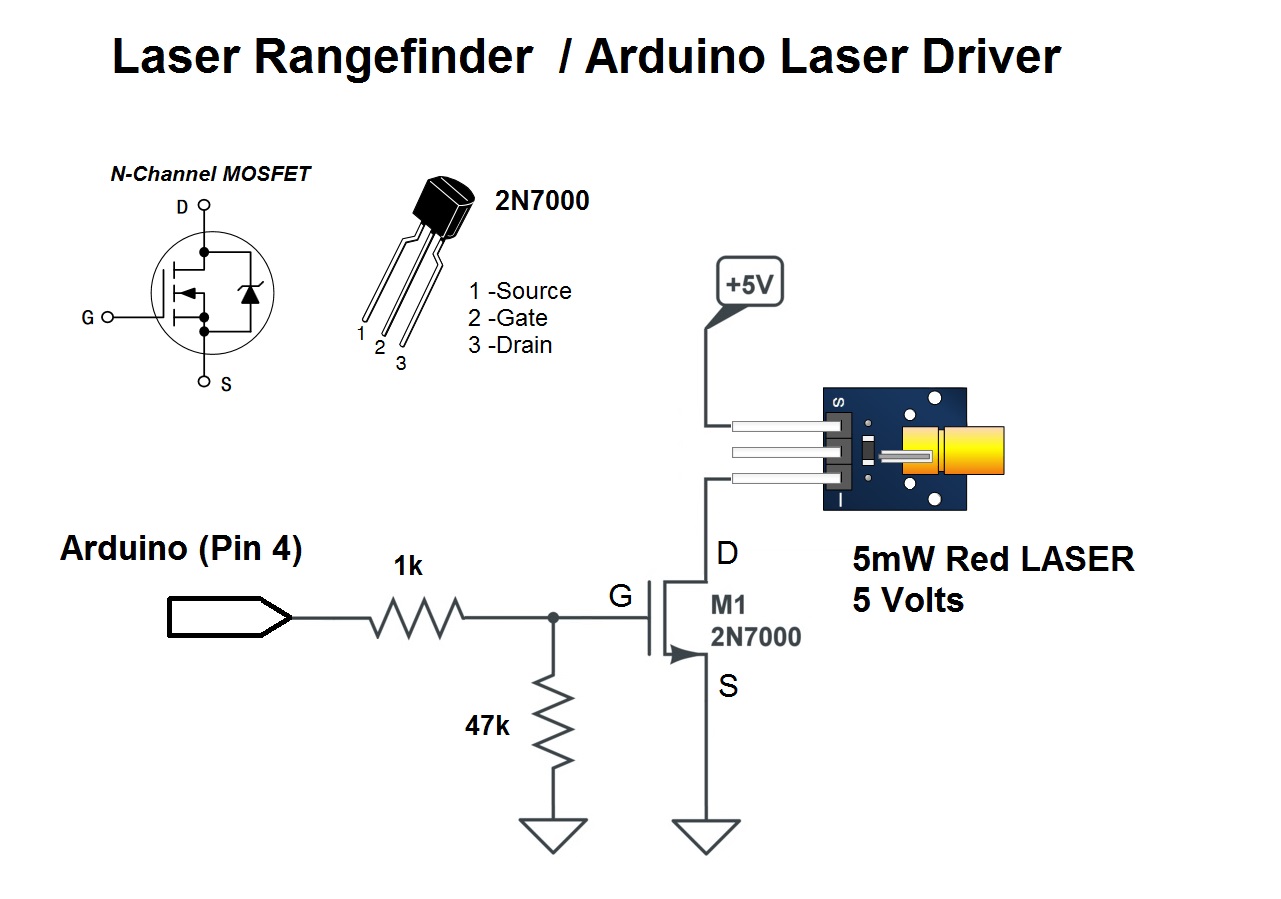 Laser Rangefinder / Arduino Laser Driver
N-Channel MOSFET
D
G
S
2N7000
1
2
3
1 -Source
2 -Gate
3 -Drain
+5V
S
–
5mW Red LASER
5 Volts
Arduino (Pin 4)
1k
47k
G
D
M1
2N7000
S